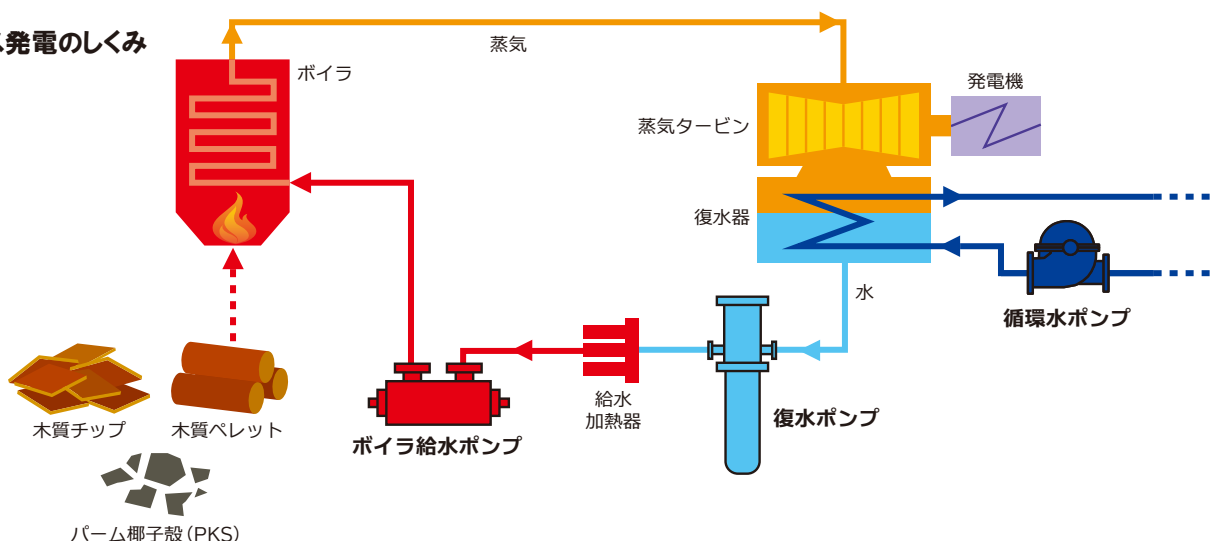 発電のしくみ
蒸気
ボイラ
発電機
蒸気タービン
復水器
水
循環水ポンプ
給水
加熱器
復水ポンプ
ボイラ給水ポンプ
木質チップ
木質ペレット
パーム椰子殻（PKS）